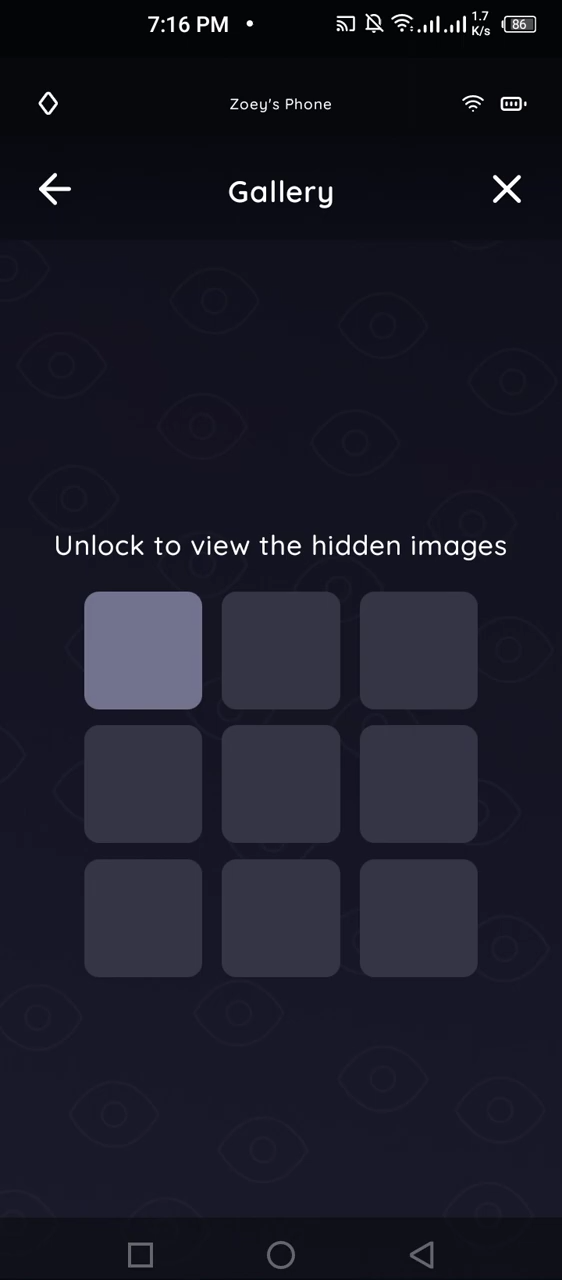 7:16 PM
1.7
K/s
86
Zoey's Phone
Gallery
Unlock to view the hidden images